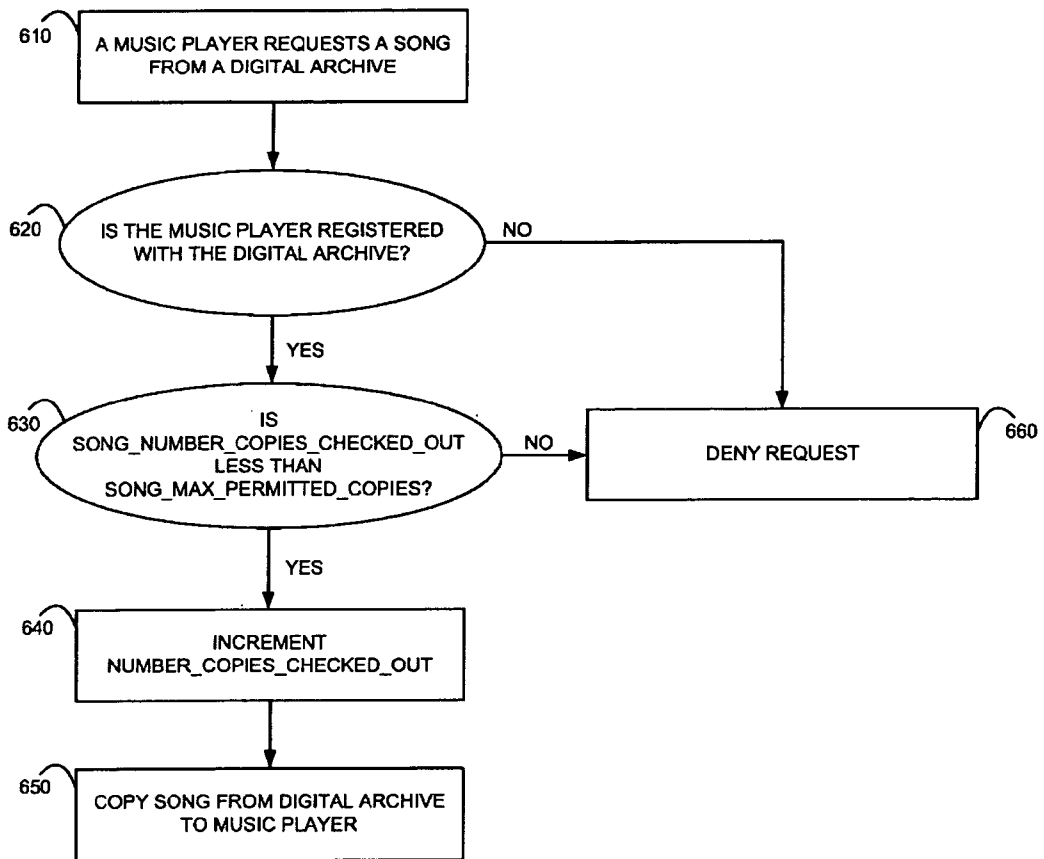 610
A MUSIC PLAYER REQUESTS A SONG
FROM A DIGITAL ARCHIVE
620
IS THE MUSIC PLAYER REGISTERED
WITH THE DIGITAL ARCHIVE?
NO
YES
630
IS
SONG_NUMBER_COPIES_CHECKED_OUT
LESS THAN
SONG_MAX_PERMITTED_COPIES?
NO
DENY REQUEST
660
YES
640
INCREMENT
NUMBER_COPIES_CHECKED_OUT
650
COPY SONG FROM DIGITAL ARCHIVE
TO MUSIC PLAYER